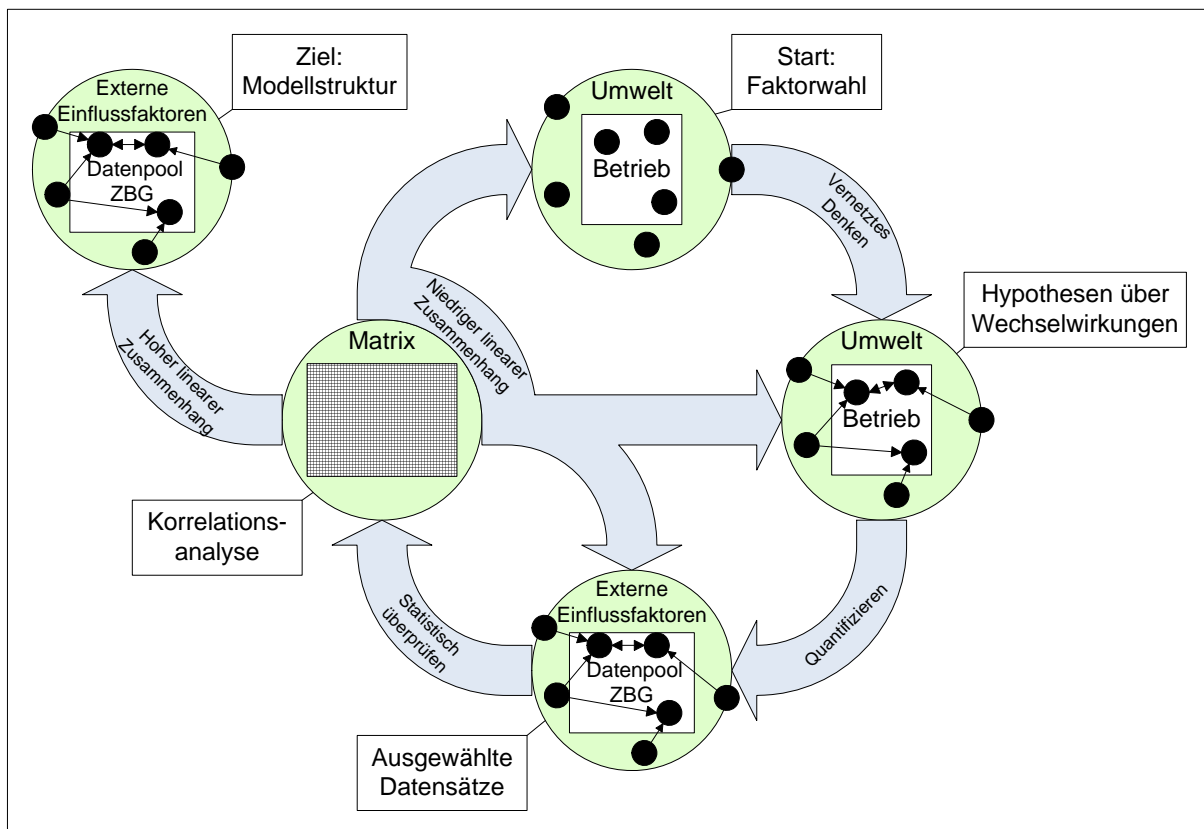 Ziel:
Modellstruktur
Externe
Einflussfaktoren
Datenpool
ZBG
Start:
Faktorwahl
Umwelt
Betrieb
Vernetztes
Denken
Hypothesen über
Wechselwirkungen
Umwelt
Betrieb
Quantifizieren
Externe
Einflussfaktoren
Datenpool
ZBG
Ausgewählte
Datensätze
Statistisch
überprüfen
Matrix
Korrelations-
analyse
Niedriger linearer
Zusammenhang
Hoher linearer
Zusammenhang